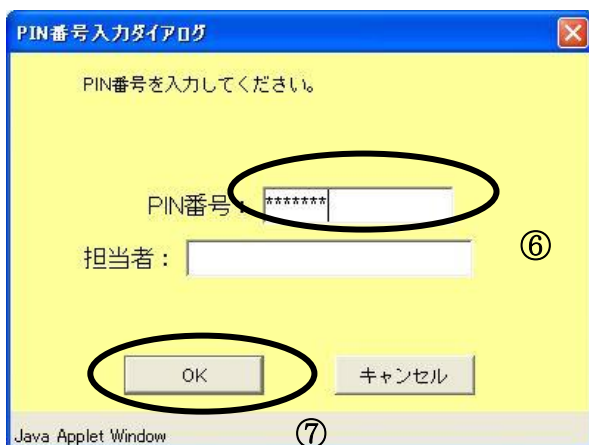 PIN番号入力ダイアログ
PIN番号を入力してください。
PIN番号： *******
⑥
担当者：
OK キャンセル
Java Applet Window ⑦